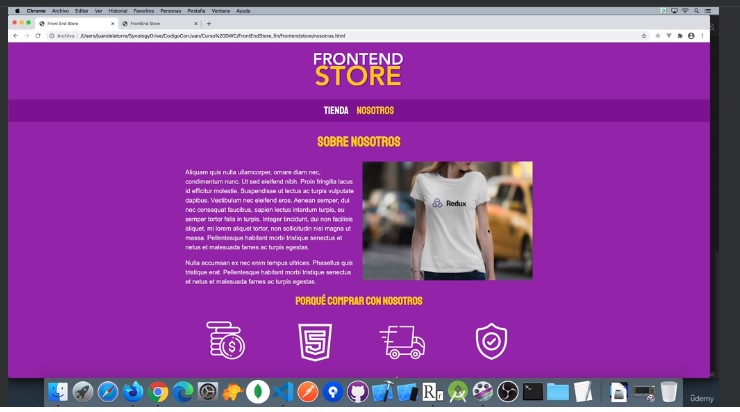 Chrome Archivo Editar Ver Historial Favoritos Personas Pestaña Ventana Ayuda
Front End Store
FrontEnd Store
Archivo /Users/juandelatorre/SynologyDrive/CodigoConJuan/Curso%20DWC/FrontEndStore_fin/frontendstore/nosotros.html
FRONTEND
STORE
TIENDA NOSOTROS
SOBRE NOSOTROS
Aliquam quis nulla ullamcorper, ornare diam nec,
condimentum nunc. Ut sed eleifend nibh. Proin fringilla lacus
id efficitur molestie. Suspendisse ut lectus ac turpis vulputate
dapibus. Vestibulum nec eleifend eros. Aenean semper, dui
nec consequat faucibus, sapien lectus interdum turpis, eu
semper tortor felis in turpis. Integer tincidunt, dui non facilisis
aliquet, mi lorem aliquet tortor, non sollicitudin nisl magna ut
massa. Pellentesque habitant morbi tristique senectus et
netus et malesuada fames ac turpis egestas.
Redux
Nulla accumsan ex nec enim tempus ultrices. Phasellus quis
tristique erat. Pellentesque habitant morbi tristique senectus
et netus et malesuada fames ac turpis egestas.
PORQUÉ COMPRAR CON NOSOTROS
5
$
Rr
ûdemy